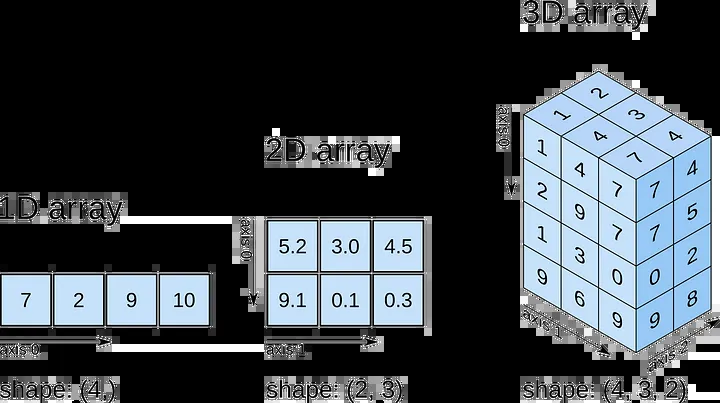 1D array
7 2 9 10
axis 0
shape: (4,)
2D array
axis 0
5.2 3.0 4.5
9.1 0.1 0.3
axis 1
shape: (2, 3)
3D array
axis 0
1 2
4 3
7 4
1 4 7 7 4
2 9 7 7 5
1 3 0 0 2
9 6 9 9 8
axis 1
axis 2
shape: (4, 3, 2)